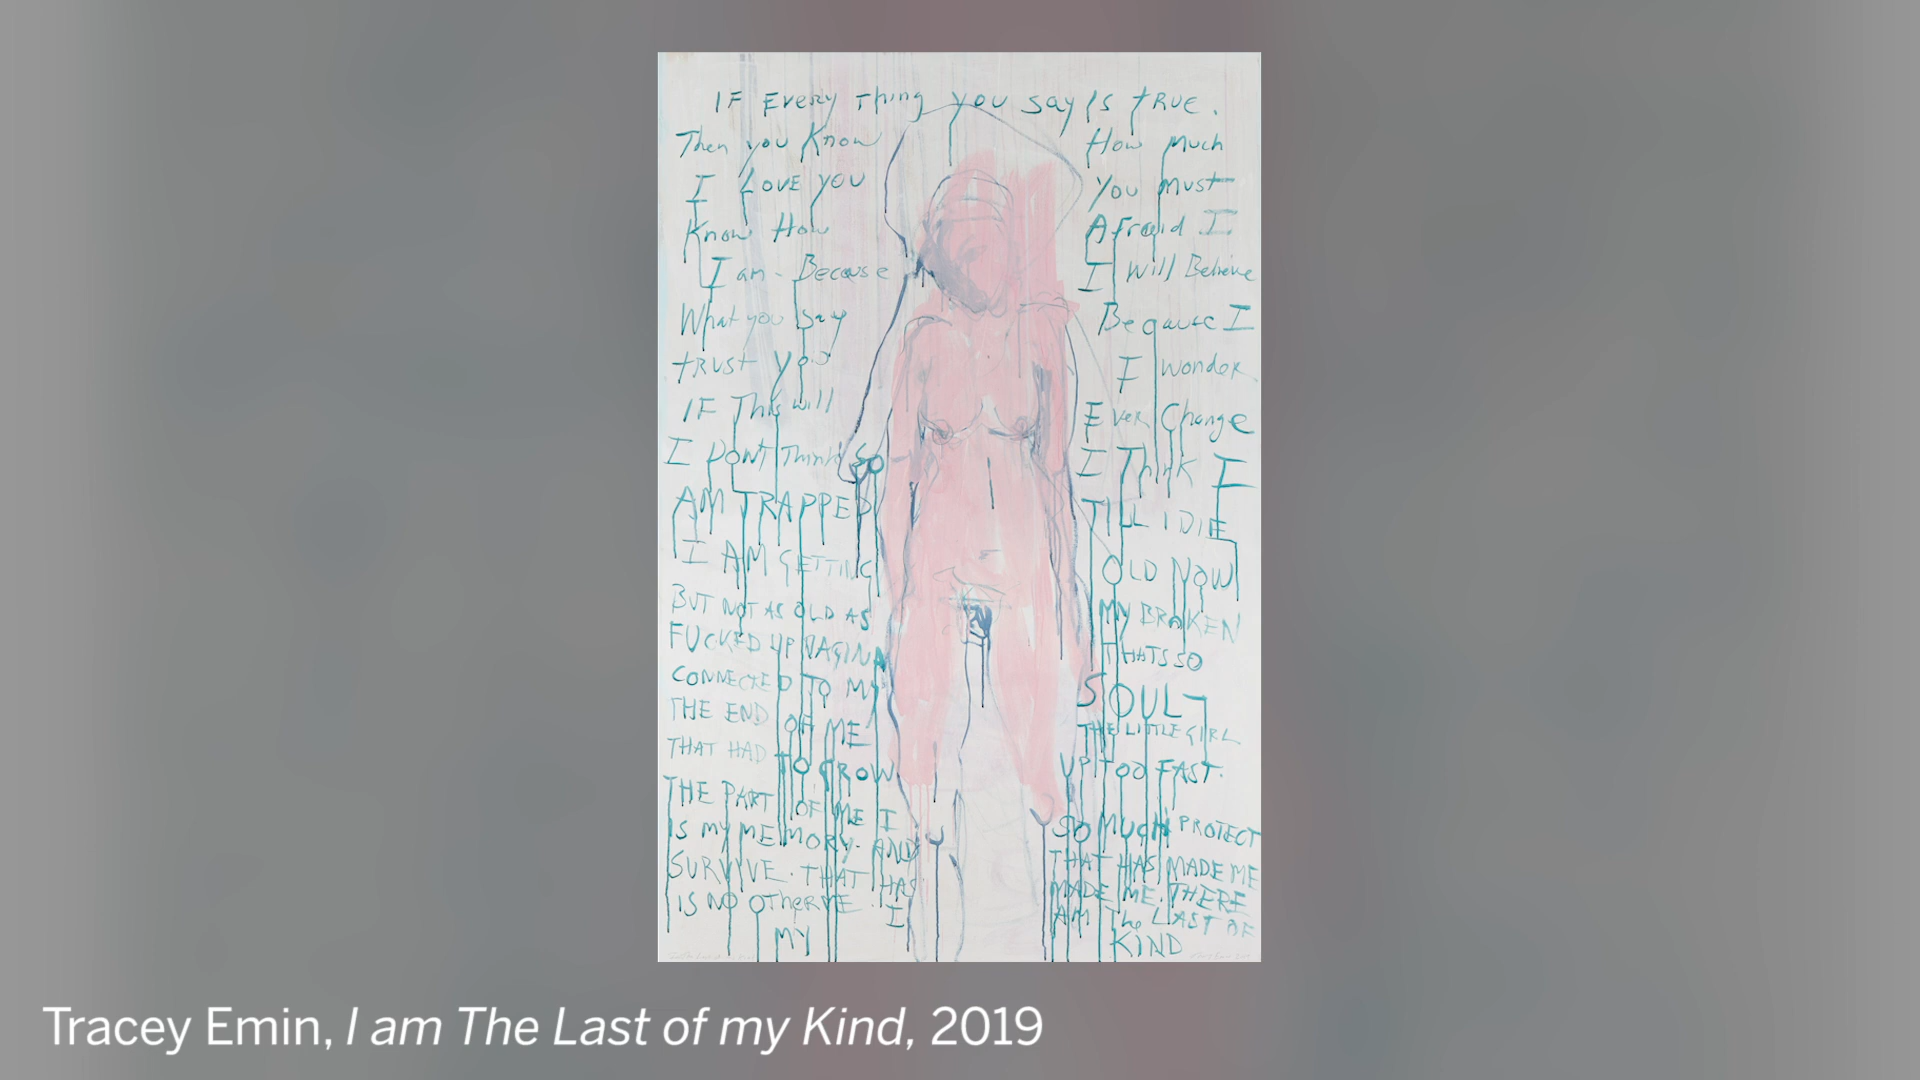 IF Every Thing you say Is tRUE.
Then you Know How Much
I LOVE YOU You Must
Know How Afraid I
I am - Because I Will Believe
What you say Because I
tRUST you I wonder
IF This will Ever Change
I DONT Think SO I Think I
AM TRAPPED TILL I DIE
I AM GETTING OLD NOW
BUT NOT AS OLD AS MY BROKEN
FUCKED UP VAGINA THATS SO
CONNECTED TO MY SOUL-
THE END OF ME THE LITTLE GIRL
THAT HAD TO GROW UP TOO FAST.
THE PART OF ME I SO MUCH PROTECT
IS MY MEMORY. AND THAT HAS MADE ME
SURVIVE. THAT HAS MADE ME. THERE
IS NO OTher ME. I AM The LAST OF
MY KIND
Tracey Emin, I am The Last of my Kind, 2019